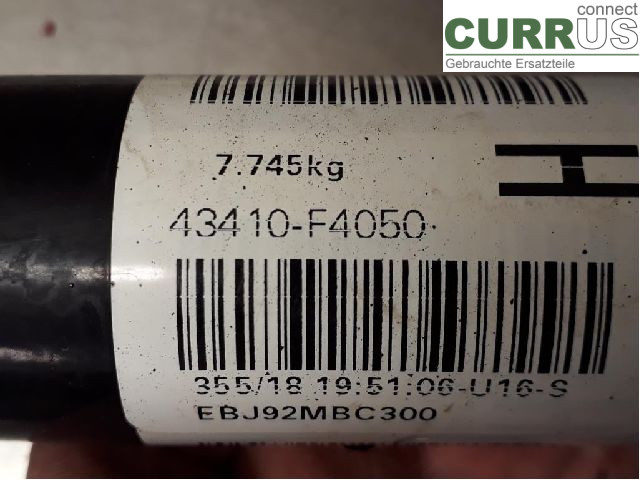 connect
CURRUS
Gebrauchte Ersatzteile
7.745kg
H
43410-F4050
355/18 19:51:06-U16-S
EBJ92MBC300